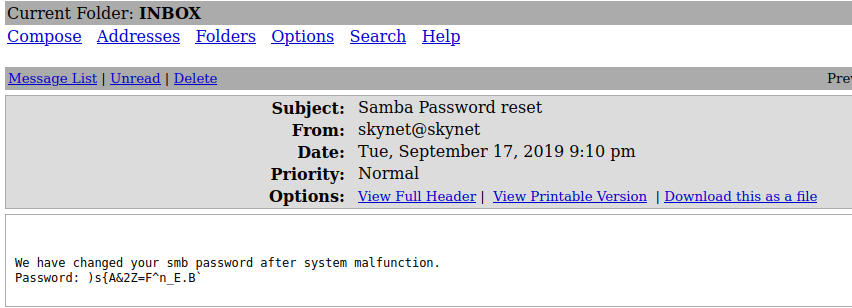 Current Folder: INBOX
Compose Addresses Folders Options Search Help
Message List | Unread | Delete Prev
Subject: Samba Password reset
From: skynet@skynet
Date: Tue, September 17, 2019 9:10 pm
Priority: Normal
Options: View Full Header | View Printable Version | Download this as a file
We have changed your smb password after system malfunction.
Password: )s{A&2Z=F^n_E.B`